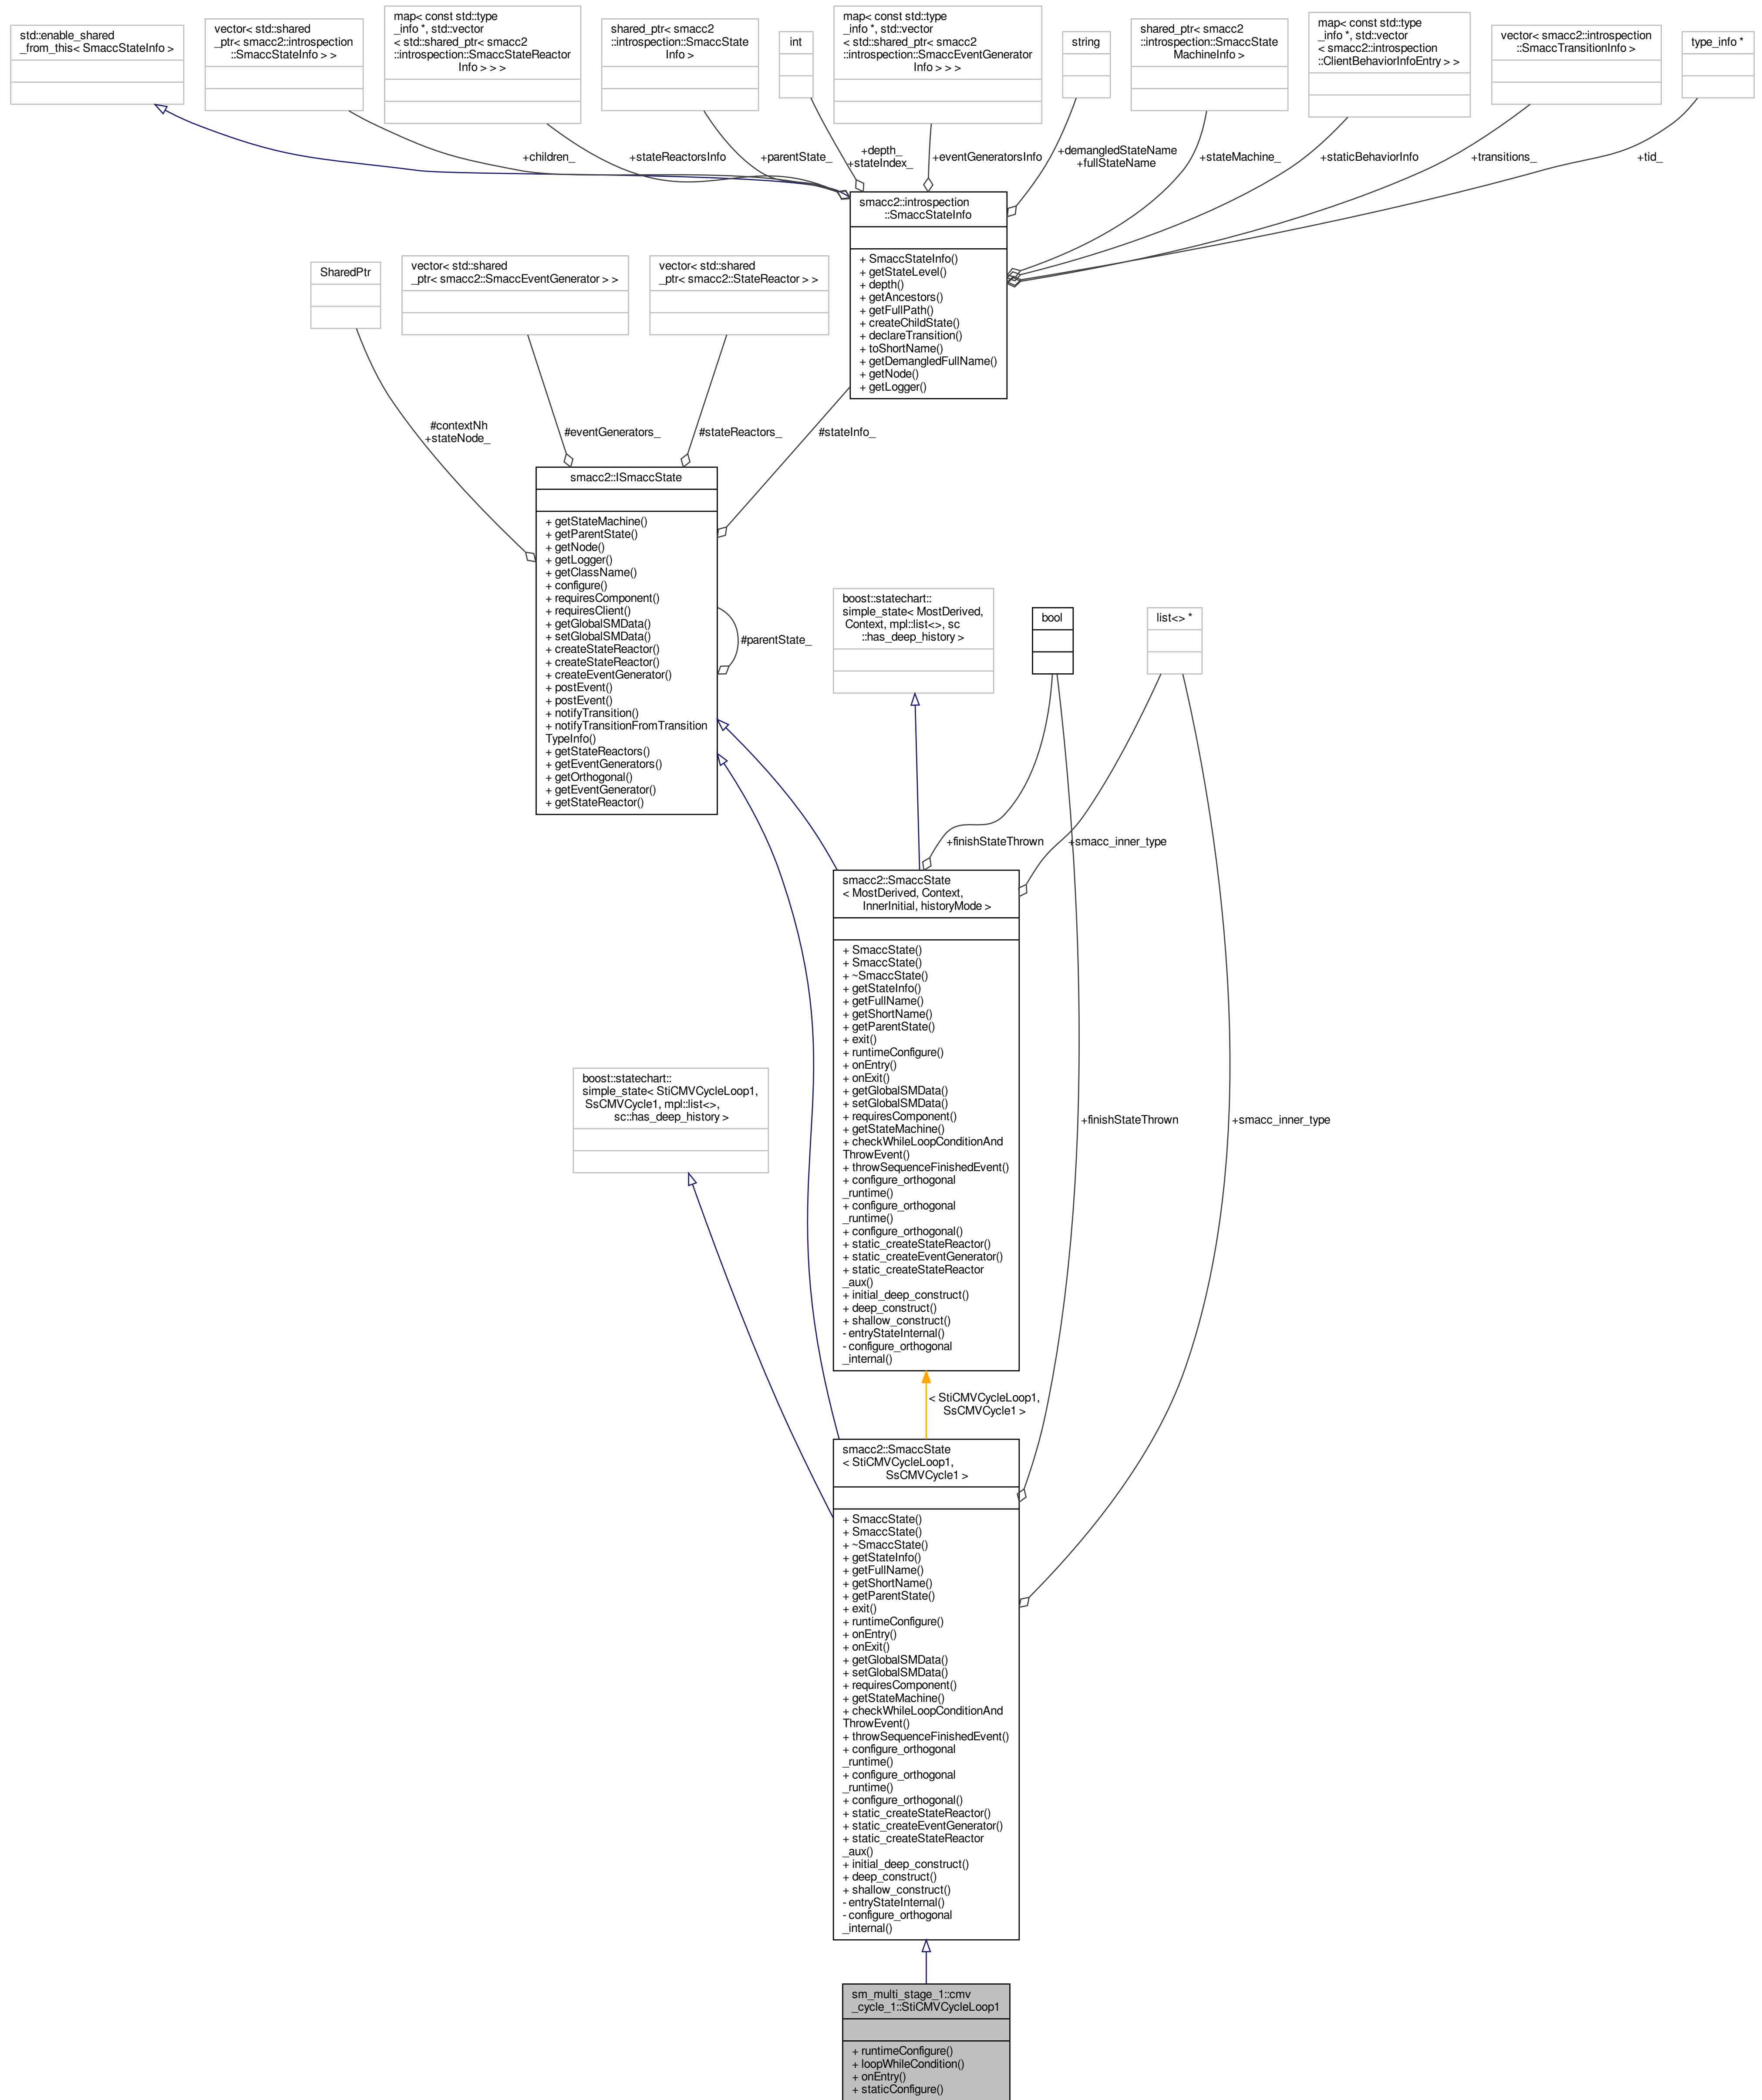 std::enable_shared
_from_this< SmaccStateInfo >
vector< std::shared
_ptr< smacc2::introspection
::SmaccStateInfo > >
map< const std::type
_info *, std::vector
< std::shared_ptr< smacc2
::introspection::SmaccStateReactor
Info > > >
shared_ptr< smacc2
::introspection::SmaccState
Info >
int
map< const std::type
_info *, std::vector
< std::shared_ptr< smacc2
::introspection::SmaccEventGenerator
Info > > >
string
shared_ptr< smacc2
::introspection::SmaccState
MachineInfo >
map< const std::type
_info *, std::vector
< smacc2::introspection
::ClientBehaviorInfoEntry > >
vector< smacc2::introspection
::SmaccTransitionInfo >
type_info *
+children_
+stateReactorsInfo
+parentState_
+depth_
+stateIndex_
+eventGeneratorsInfo
+demangledStateName
+fullStateName
+stateMachine_
+staticBehaviorInfo
+transitions_
+tid_
smacc2::introspection
::SmaccStateInfo
+ SmaccStateInfo()
+ getStateLevel()
+ depth()
+ getAncestors()
+ getFullPath()
+ createChildState()
+ declareTransition()
+ toShortName()
+ getDemangledFullName()
+ getNode()
+ getLogger()
SharedPtr
vector< std::shared
_ptr< smacc2::SmaccEventGenerator > >
vector< std::shared
_ptr< smacc2::StateReactor > >
#contextNh
+stateNode_
#eventGenerators_
#stateReactors_
#stateInfo_
smacc2::ISmaccState
+ getStateMachine()
+ getParentState()
+ getNode()
+ getLogger()
+ getClassName()
+ configure()
+ requiresComponent()
+ requiresClient()
+ getGlobalSMData()
+ setGlobalSMData()
+ createStateReactor()
+ createStateReactor()
+ createEventGenerator()
+ postEvent()
+ postEvent()
+ notifyTransition()
+ notifyTransitionFromTransition
TypeInfo()
+ getStateReactors()
+ getEventGenerators()
+ getOrthogonal()
+ getEventGenerator()
+ getStateReactor()
#parentState_
boost::statechart::
simple_state< MostDerived,
Context, mpl::list<>, sc
::has_deep_history >
bool
list<> *
+finishStateThrown
+smacc_inner_type
smacc2::SmaccState
< MostDerived, Context,
InnerInitial, historyMode >
+ SmaccState()
+ SmaccState()
+ ~SmaccState()
+ getStateInfo()
+ getFullName()
+ getShortName()
+ getParentState()
+ exit()
+ runtimeConfigure()
+ onEntry()
+ onExit()
+ getGlobalSMData()
+ setGlobalSMData()
+ requiresComponent()
+ getStateMachine()
+ checkWhileLoopConditionAnd
ThrowEvent()
+ throwSequenceFinishedEvent()
+ configure_orthogonal
_runtime()
+ configure_orthogonal
_runtime()
+ configure_orthogonal()
+ static_createStateReactor()
+ static_createEventGenerator()
+ static_createStateReactor
_aux()
+ initial_deep_construct()
+ deep_construct()
+ shallow_construct()
- entryStateInternal()
- configure_orthogonal
_internal()
boost::statechart::
simple_state< StiCMVCycleLoop1,
SsCMVCycle1, mpl::list<>,
sc::has_deep_history >
+finishStateThrown
+smacc_inner_type
< StiCMVCycleLoop1,
SsCMVCycle1 >
smacc2::SmaccState
< StiCMVCycleLoop1,
SsCMVCycle1 >
+ SmaccState()
+ SmaccState()
+ ~SmaccState()
+ getStateInfo()
+ getFullName()
+ getShortName()
+ getParentState()
+ exit()
+ runtimeConfigure()
+ onEntry()
+ onExit()
+ getGlobalSMData()
+ setGlobalSMData()
+ requiresComponent()
+ getStateMachine()
+ checkWhileLoopConditionAnd
ThrowEvent()
+ throwSequenceFinishedEvent()
+ configure_orthogonal
_runtime()
+ configure_orthogonal
_runtime()
+ configure_orthogonal()
+ static_createStateReactor()
+ static_createEventGenerator()
+ static_createStateReactor
_aux()
+ initial_deep_construct()
+ deep_construct()
+ shallow_construct()
- entryStateInternal()
- configure_orthogonal
_internal()
sm_multi_stage_1::cmv
_cycle_1::StiCMVCycleLoop1
+ runtimeConfigure()
+ loopWhileCondition()
+ onEntry()
+ staticConfigure()